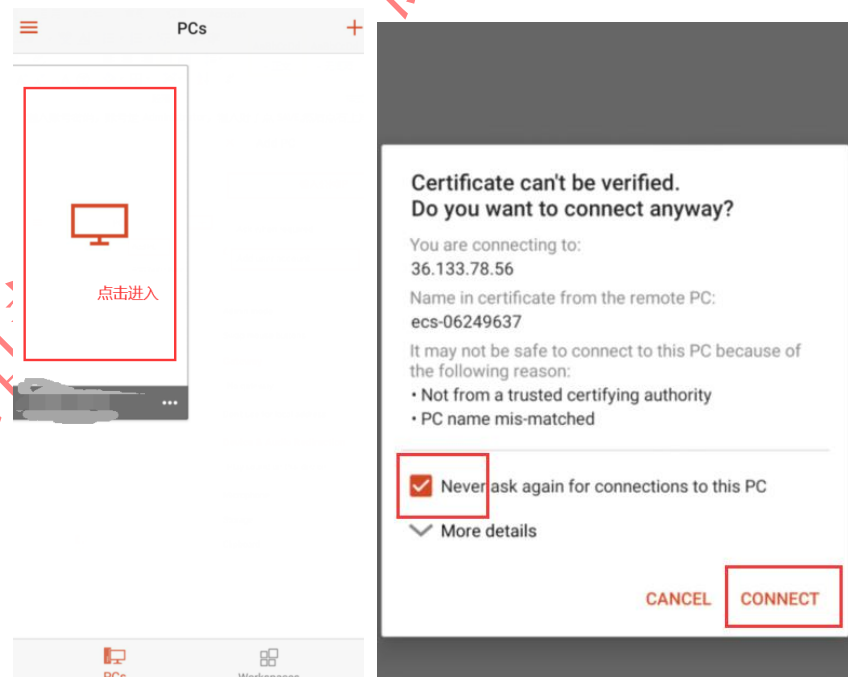 PCs
点击进入
PCs
Certificate can't be verified.
Do you want to connect anyway?
You are connecting to:
36.133.78.56
Name in certificate from the remote PC:
ecs-06249637
It may not be safe to connect to this PC because of
the following reason:
• Not from a trusted certifying authority
• PC name mis-matched
Never ask again for connections to this PC
More details
CANCEL CONNECT